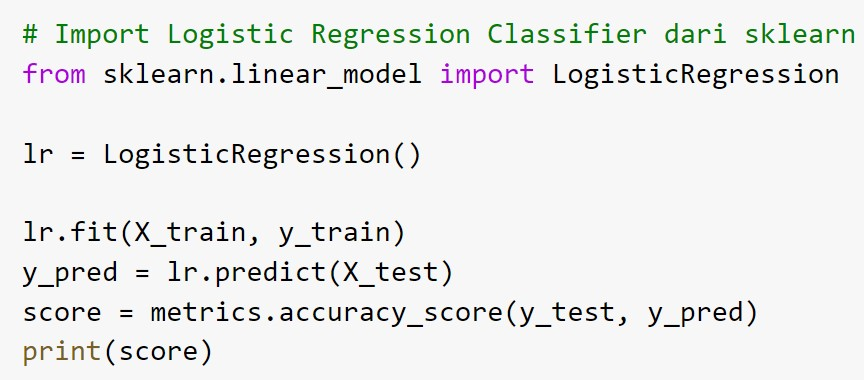 # Import Logistic Regression Classifier dari sklearn
from sklearn.linear_model import LogisticRegression
lr = LogisticRegression()
lr.fit(X_train, y_train)
y_pred = lr.predict(X_test)
score = metrics.accuracy_score(y_test, y_pred)
print(score)